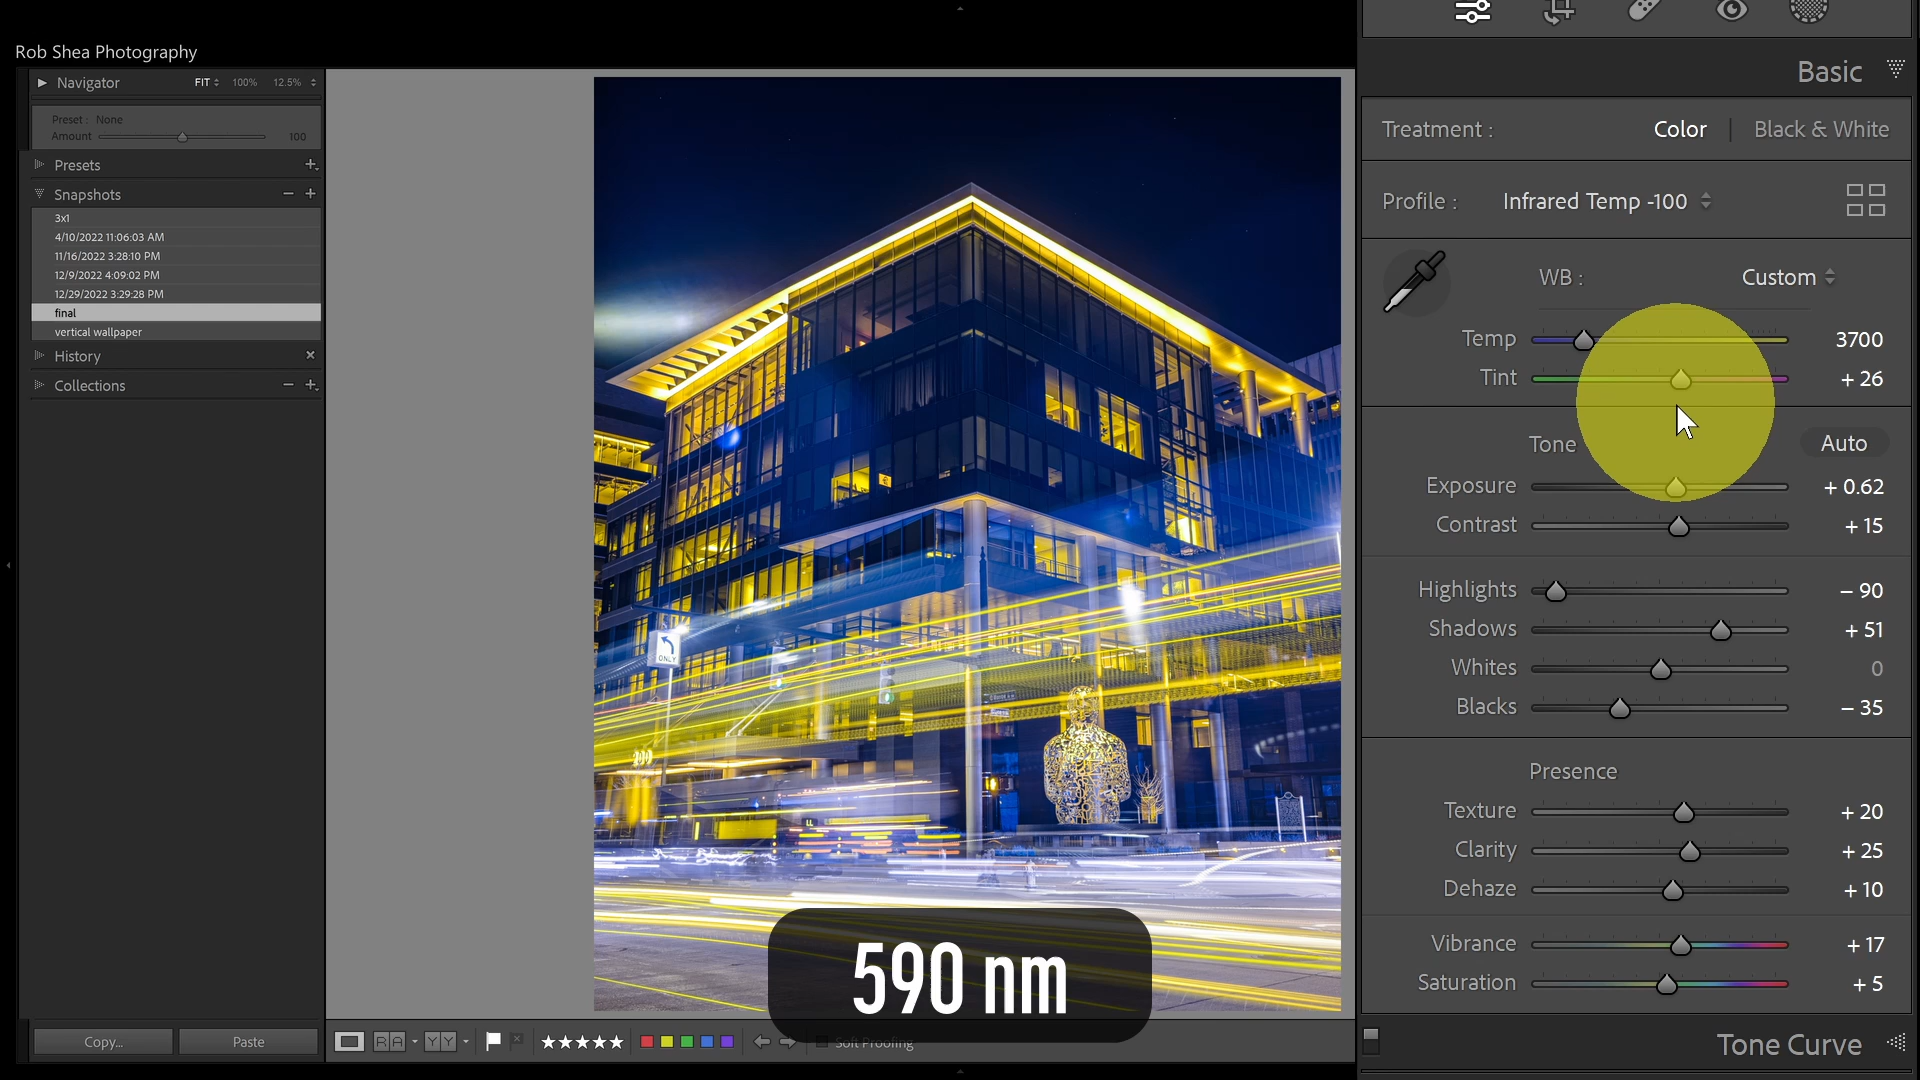 Rob Shea Photography
Navigator FIT 100% 12.5%
Preset : None
Amount 100
Presets
Snapshots
3x1
4/10/2022 11:06:03 AM
11/16/2022 3:28:10 PM
12/9/2022 4:09:02 PM
12/29/2022 3:29:28 PM
final
vertical wallpaper
History
Collections
Copy... Paste
ONLY
590 nm
R A Y Y Soft Proofing
Basic
Treatment : Color Black & White
Profile : Infrared Temp -100
WB : Custom
Temp 3700
Tint + 26
Tone Auto
Exposure + 0.62
Contrast + 15
Highlights – 90
Shadows + 51
Whites 0
Blacks – 35
Presence
Texture + 20
Clarity + 25
Dehaze + 10
Vibrance + 17
Saturation + 5
Tone Curve